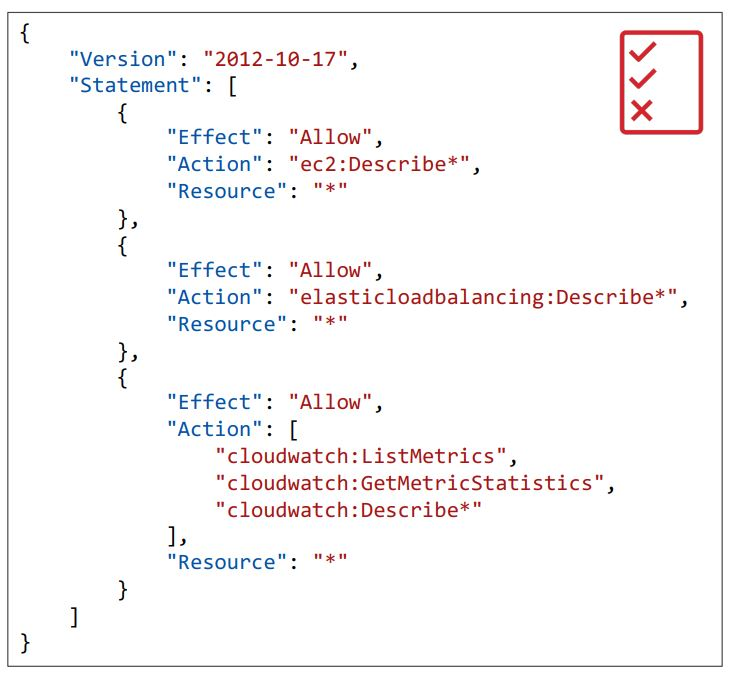 {
    "Version": "2012-10-17",
    "Statement": [
        {
            "Effect": "Allow",
            "Action": "ec2:Describe*",
            "Resource": "*"
        },
        {
            "Effect": "Allow",
            "Action": "elasticloadbalancing:Describe*",
            "Resource": "*"
        },
        {
            "Effect": "Allow",
            "Action": [
                "cloudwatch:ListMetrics",
                "cloudwatch:GetMetricStatistics",
                "cloudwatch:Describe*"
            ],
            "Resource": "*"
        }
    ]
}